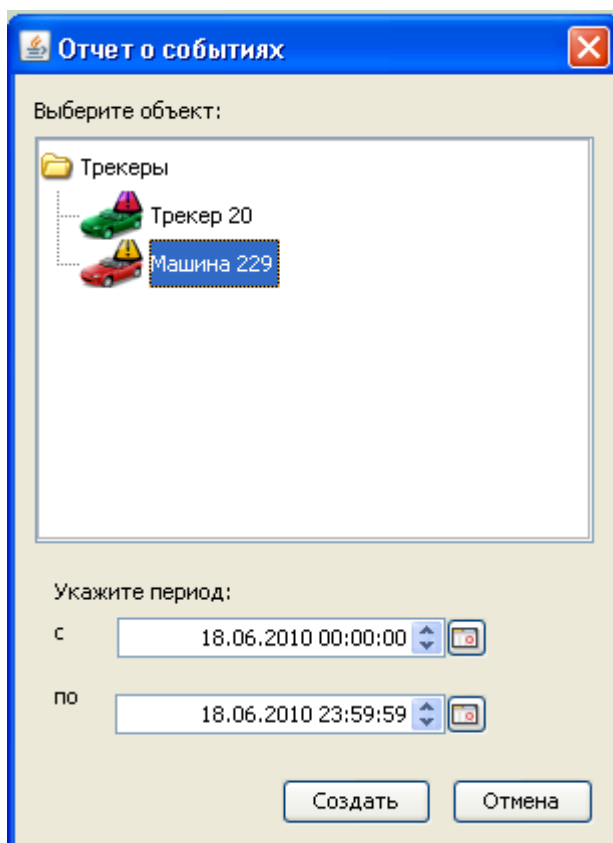 Отчет о событиях
Выберите объект:
Трекеры
Трекер 20
Машина 229
Укажите период:
с 18.06.2010 00:00:00
по 18.06.2010 23:59:59
Создать Отмена